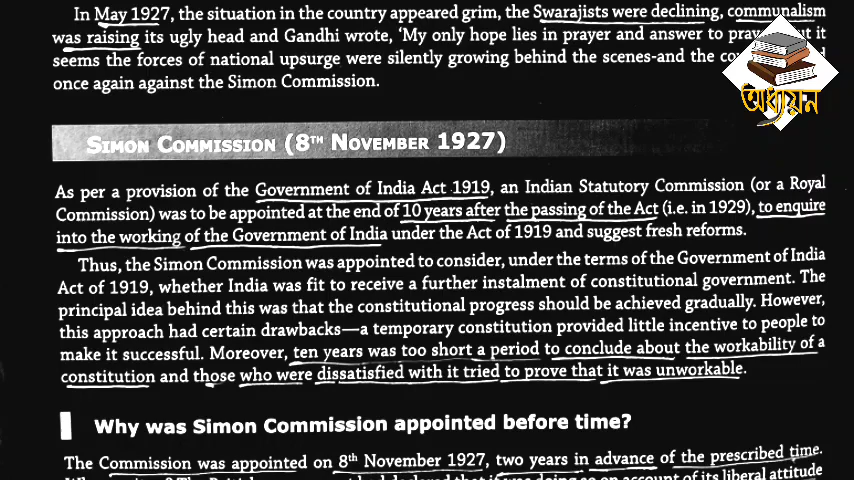 In May 1927, the situation in the country appeared grim, the Swarajists were declining, communalism
was raising its ugly head and Gandhi wrote, 'My only hope lies in prayer and answer to it
seems the forces of national upsurge were silently growing behind the scenes-and the
once again against the Simon Commission.
অধ্যয়ন
SIMON COMMISSION (8TH NOVEMBER 1927)
As per a provision of the Government of India Act 1919, an Indian Statutory Commission (or a Royal
Commission) was to be appointed at the end of 10 years after the passing of the Act (i.e. in 1929), to enquire
into the working of the Government of India under the Act of 1919 and suggest fresh reforms.
Thus, the Simon Commission was appointed to consider, under the terms of the Government of India
Act of 1919, whether India was fit to receive a further instalment of constitutional government. The
principal idea behind this was that the constitutional progress should be achieved gradually. However,
this approach had certain drawbacks—a temporary constitution provided little incentive to people to
make it successful. Moreover, ten years was too short a period to conclude about the workability of a
constitution and those who were dissatisfied with it tried to prove that it was unworkable.
Why was Simon Commission appointed before time?
The Commission was appointed on 8th November 1927, two years in advance of the prescribed time.
on account of its liberal attitude